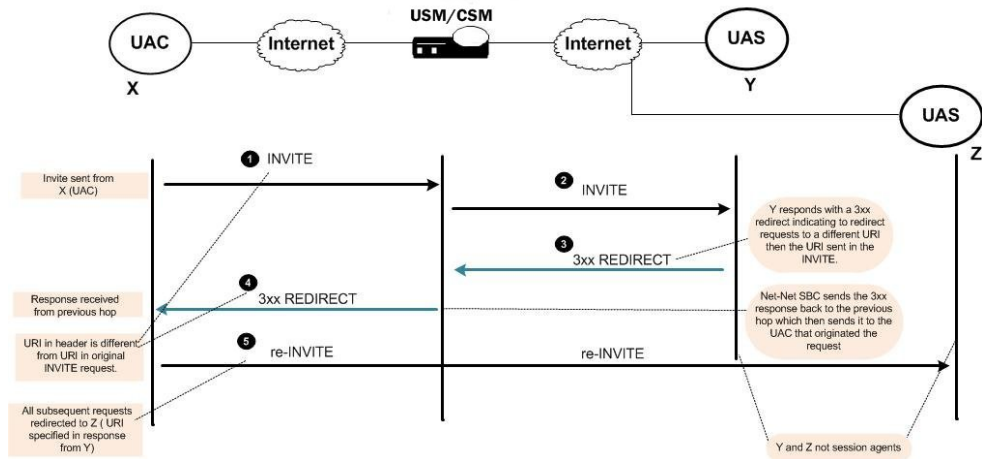 USM/CSM
UAC
Internet
Internet
UAS
X
Y
UAS
Z
1 INVITE
Invite sent from
X (UAC)
2 INVITE
Y responds with a 3xx
redirect indicating to redirect
requests to a different URI
then the URI sent in the
INVITE.
3 3xx REDIRECT
4 3xx REDIRECT
Response received
from previous hop
Net-Net SBC sends the 3xx
response back to the previous
hop which then sends it to the
UAC that originated the
request
URI in header is different
from URI in original
INVITE request.
5 re-INVITE
re-INVITE
All subsequent requests
redirected to Z ( URI
specified in response
from Y)
Y and Z not session agents